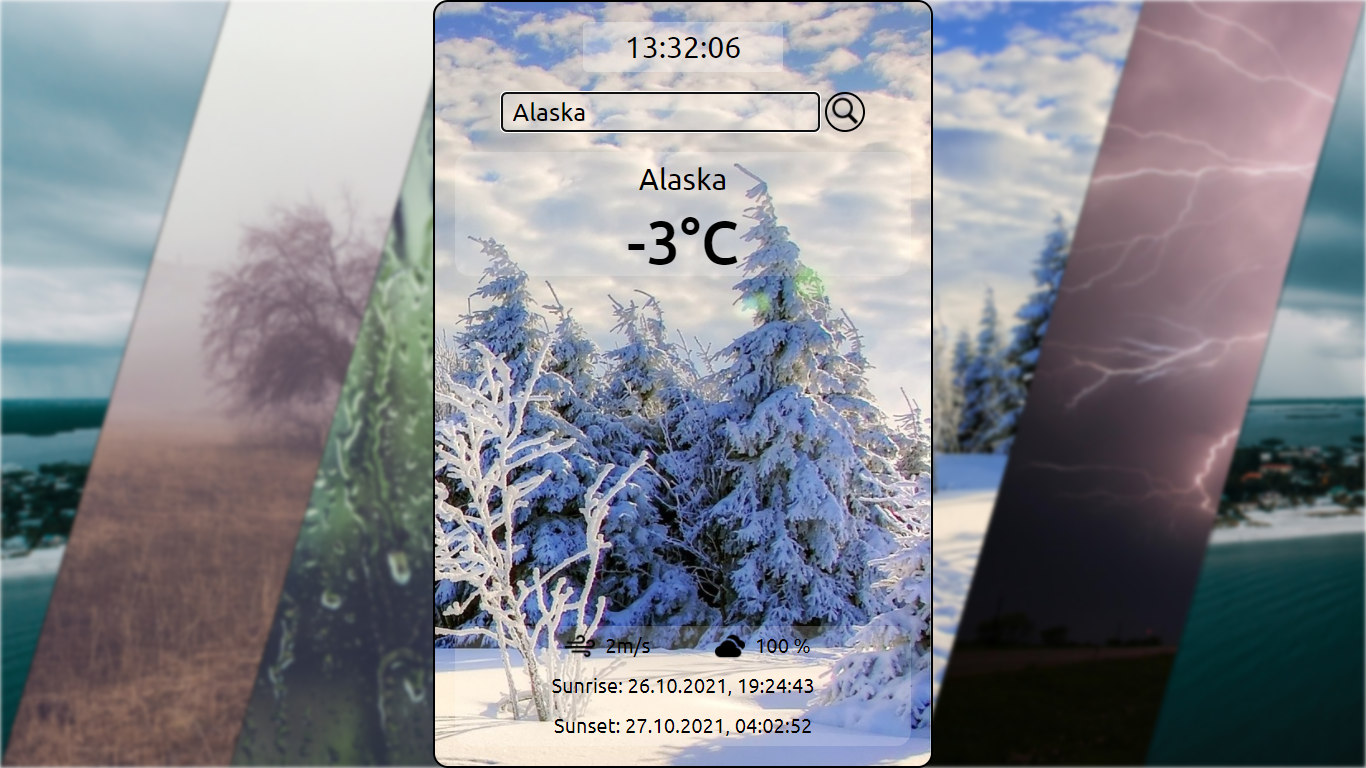 13:32:06
Alaska
Alaska
-3°C
2m/s 100 %
Sunrise: 26.10.2021, 19:24:43
Sunset: 27.10.2021, 04:02:52